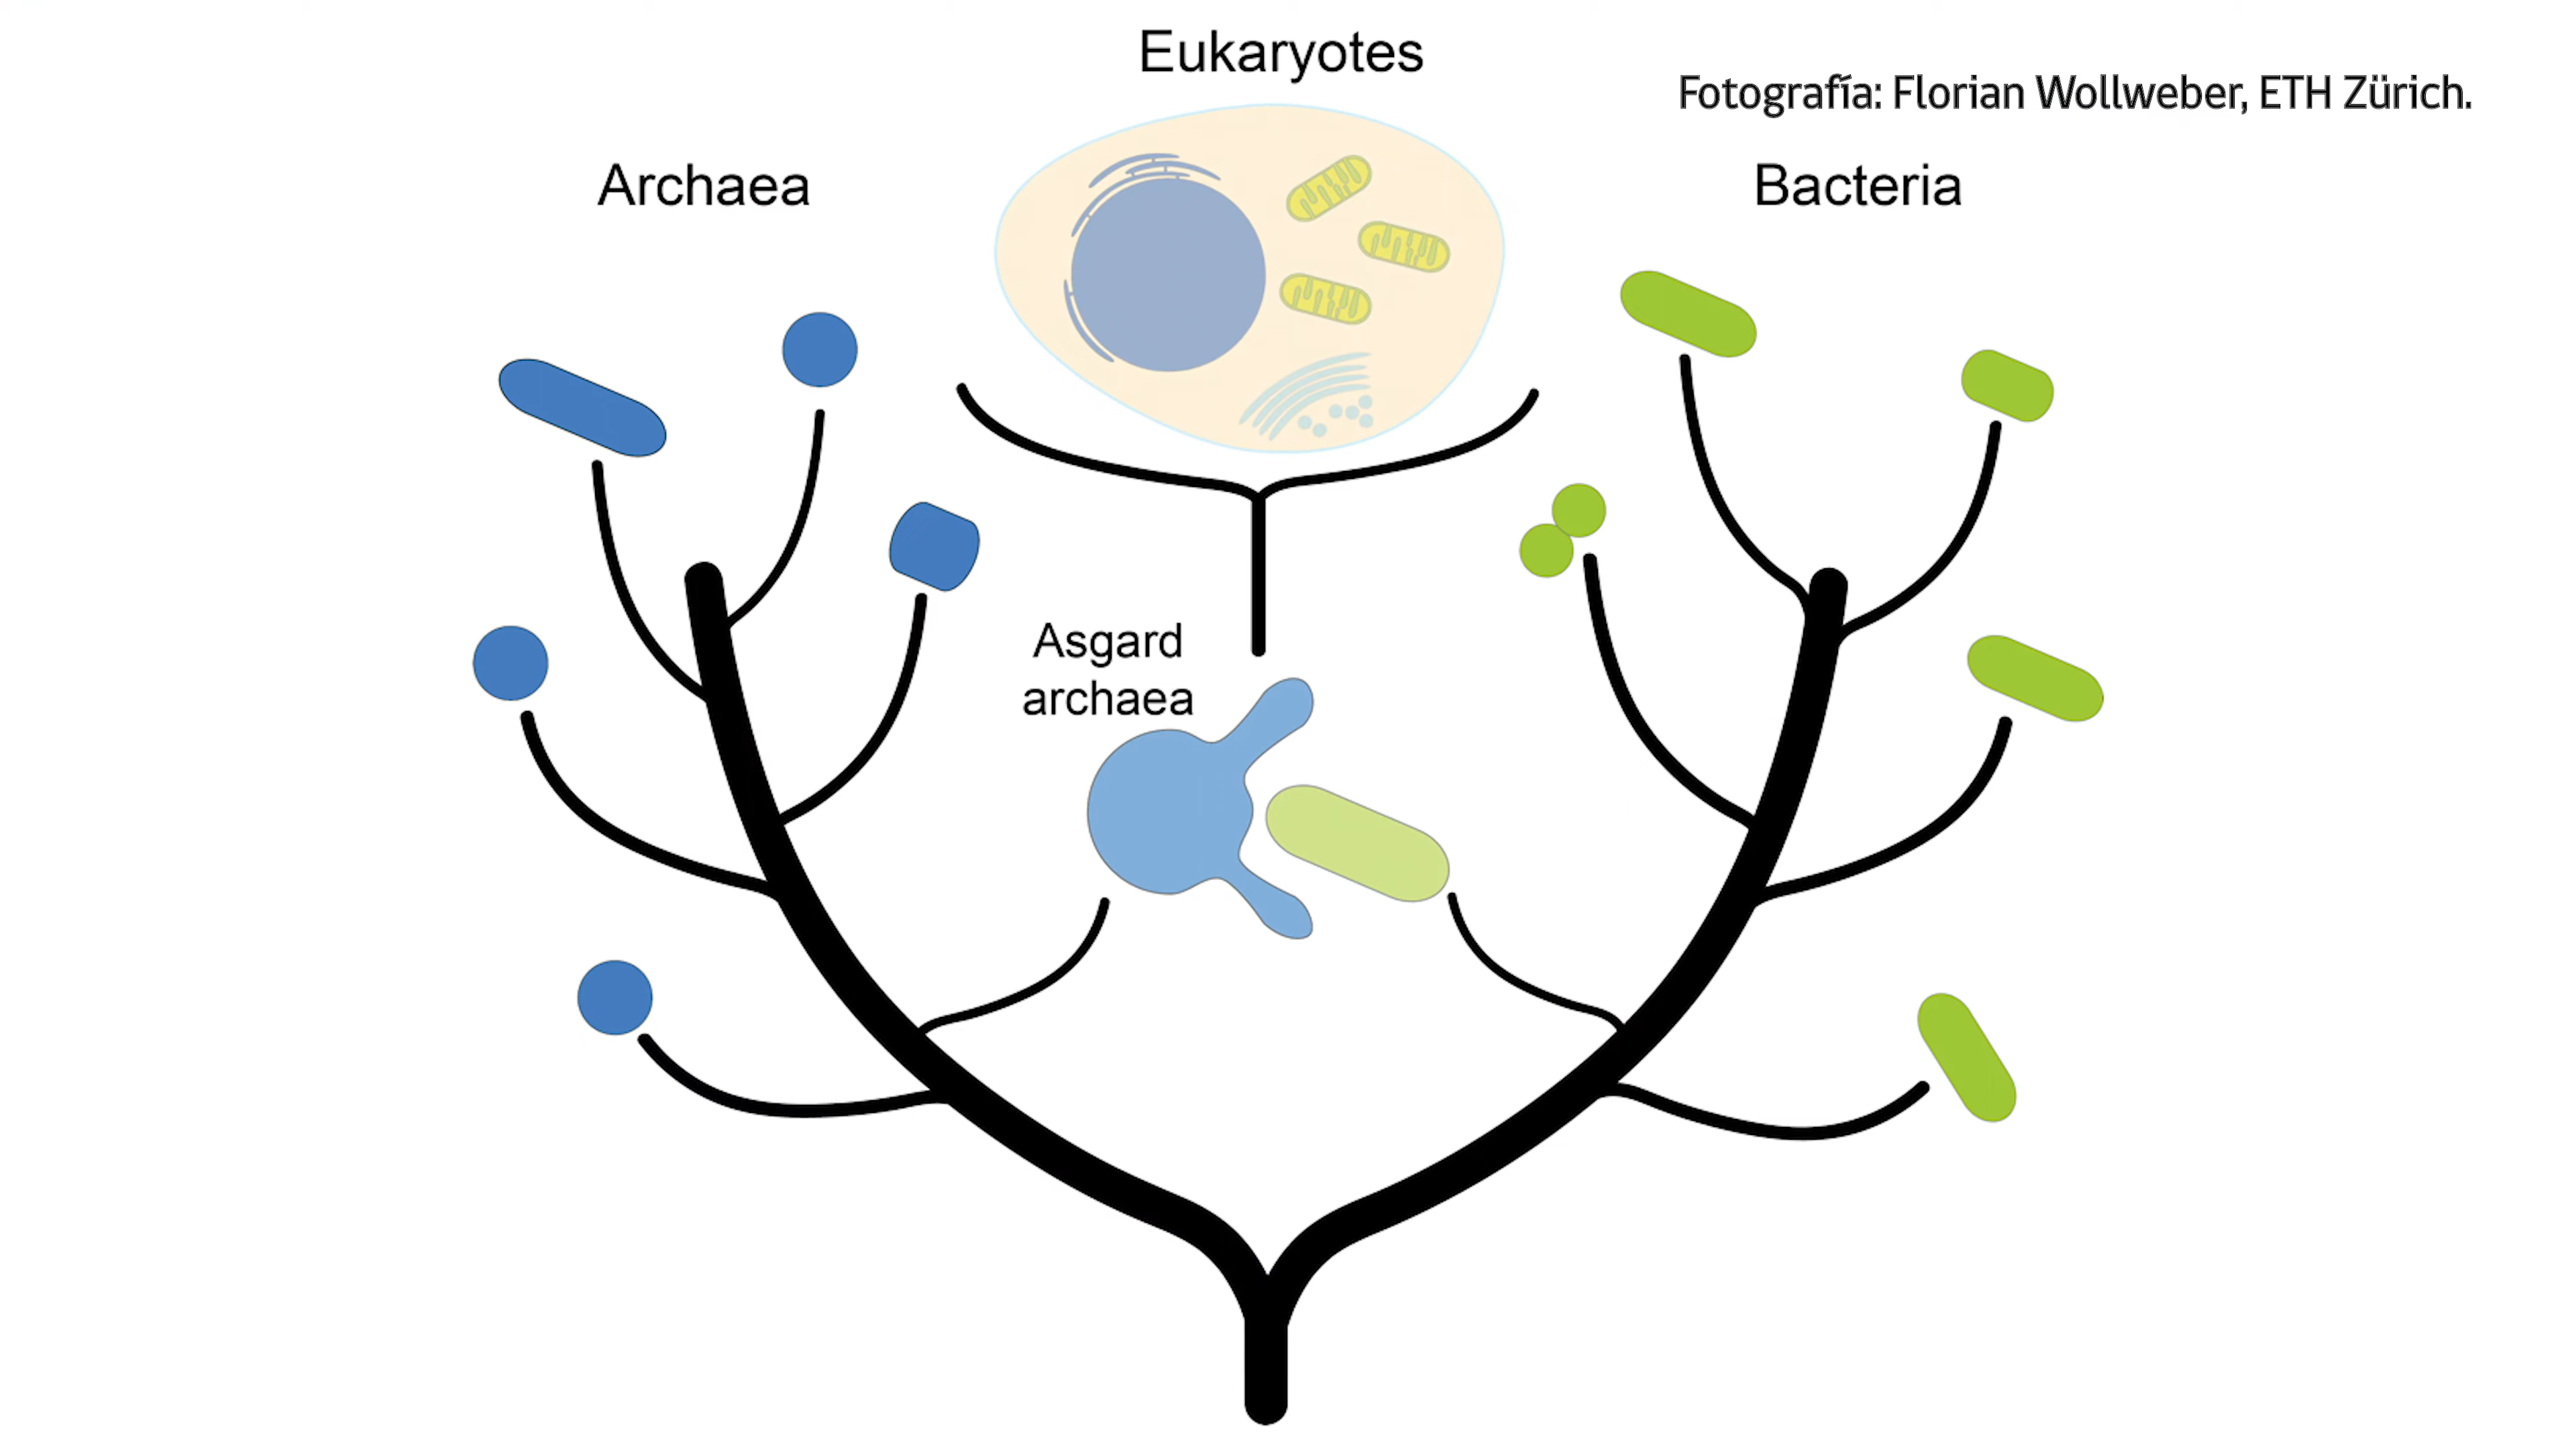 Eukaryotes
Fotografía: Florian Wollweber, ETH Zürich.
Archaea
Bacteria
Asgard
archaea